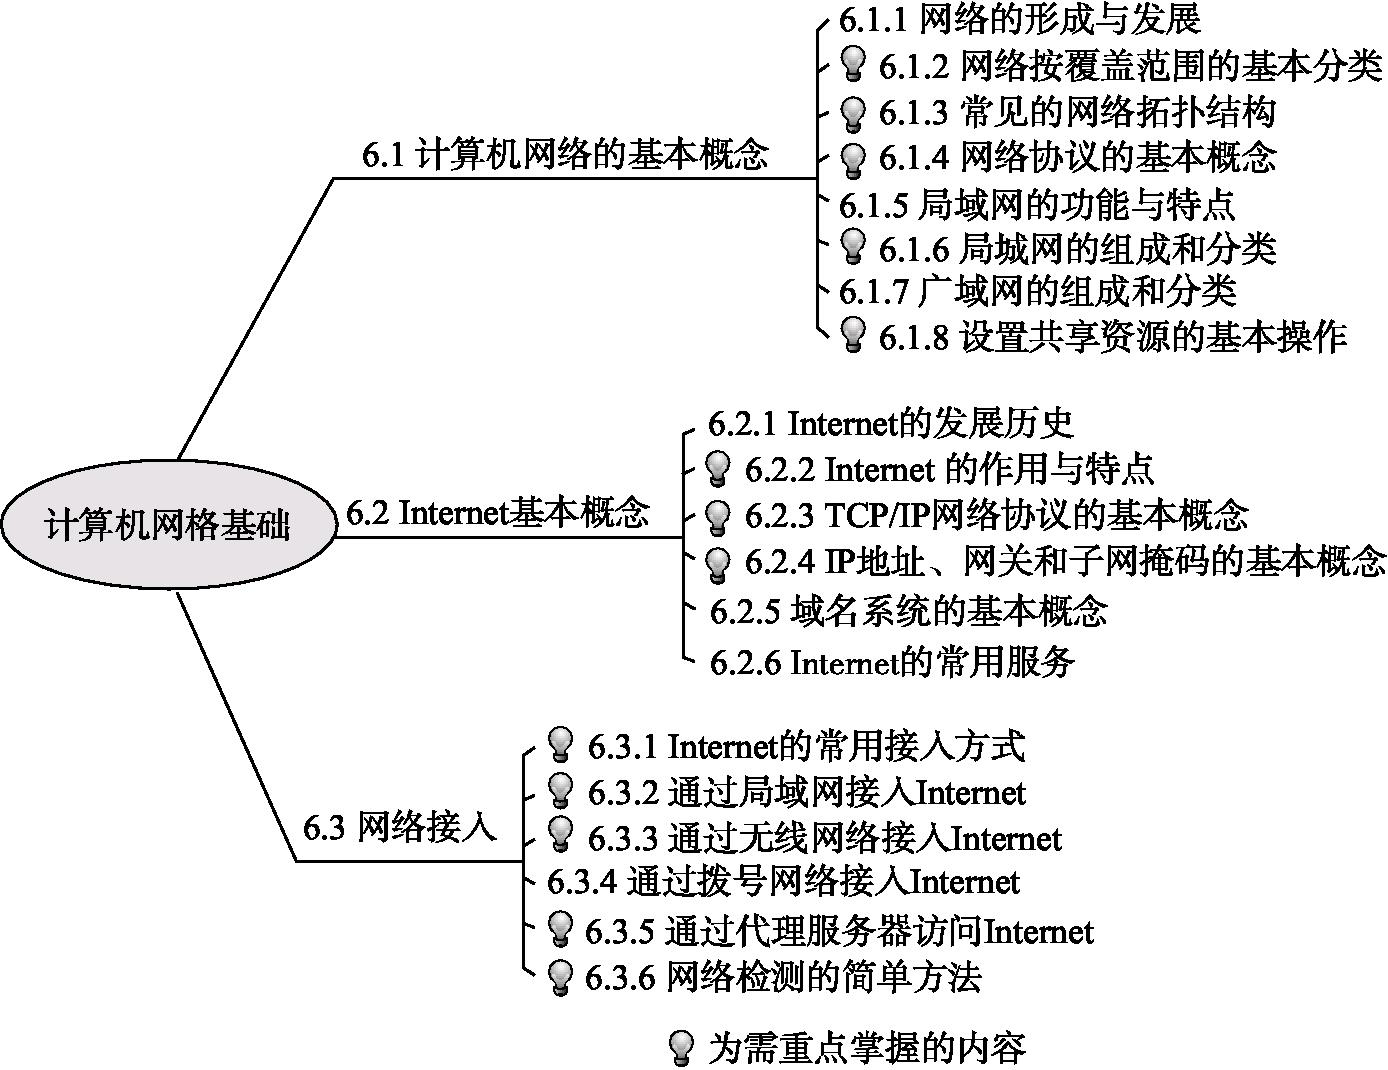 计算机网格基础
6.1 计算机网络的基本概念
6.1.1 网络的形成与发展
6.1.2 网络按覆盖范围的基本分类
6.1.3 常见的网络拓扑结构
6.1.4 网络协议的基本概念
6.1.5 局域网的功能与特点
6.1.6 局城网的组成和分类
6.1.7 广域网的组成和分类
6.1.8 设置共享资源的基本操作
6.2 Internet基本概念
6.2.1 Internet的发展历史
6.2.2 Internet 的作用与特点
6.2.3 TCP/IP网络协议的基本概念
6.2.4 IP地址、网关和子网掩码的基本概念
6.2.5 域名系统的基本概念
6.2.6 Internet的常用服务
6.3 网络接入
6.3.1 Internet的常用接入方式
6.3.2 通过局域网接入Internet
6.3.3 通过无线网络接入Internet
6.3.4 通过拨号网络接入Internet
6.3.5 通过代理服务器访问Internet
6.3.6 网络检测的简单方法
为需重点掌握的内容